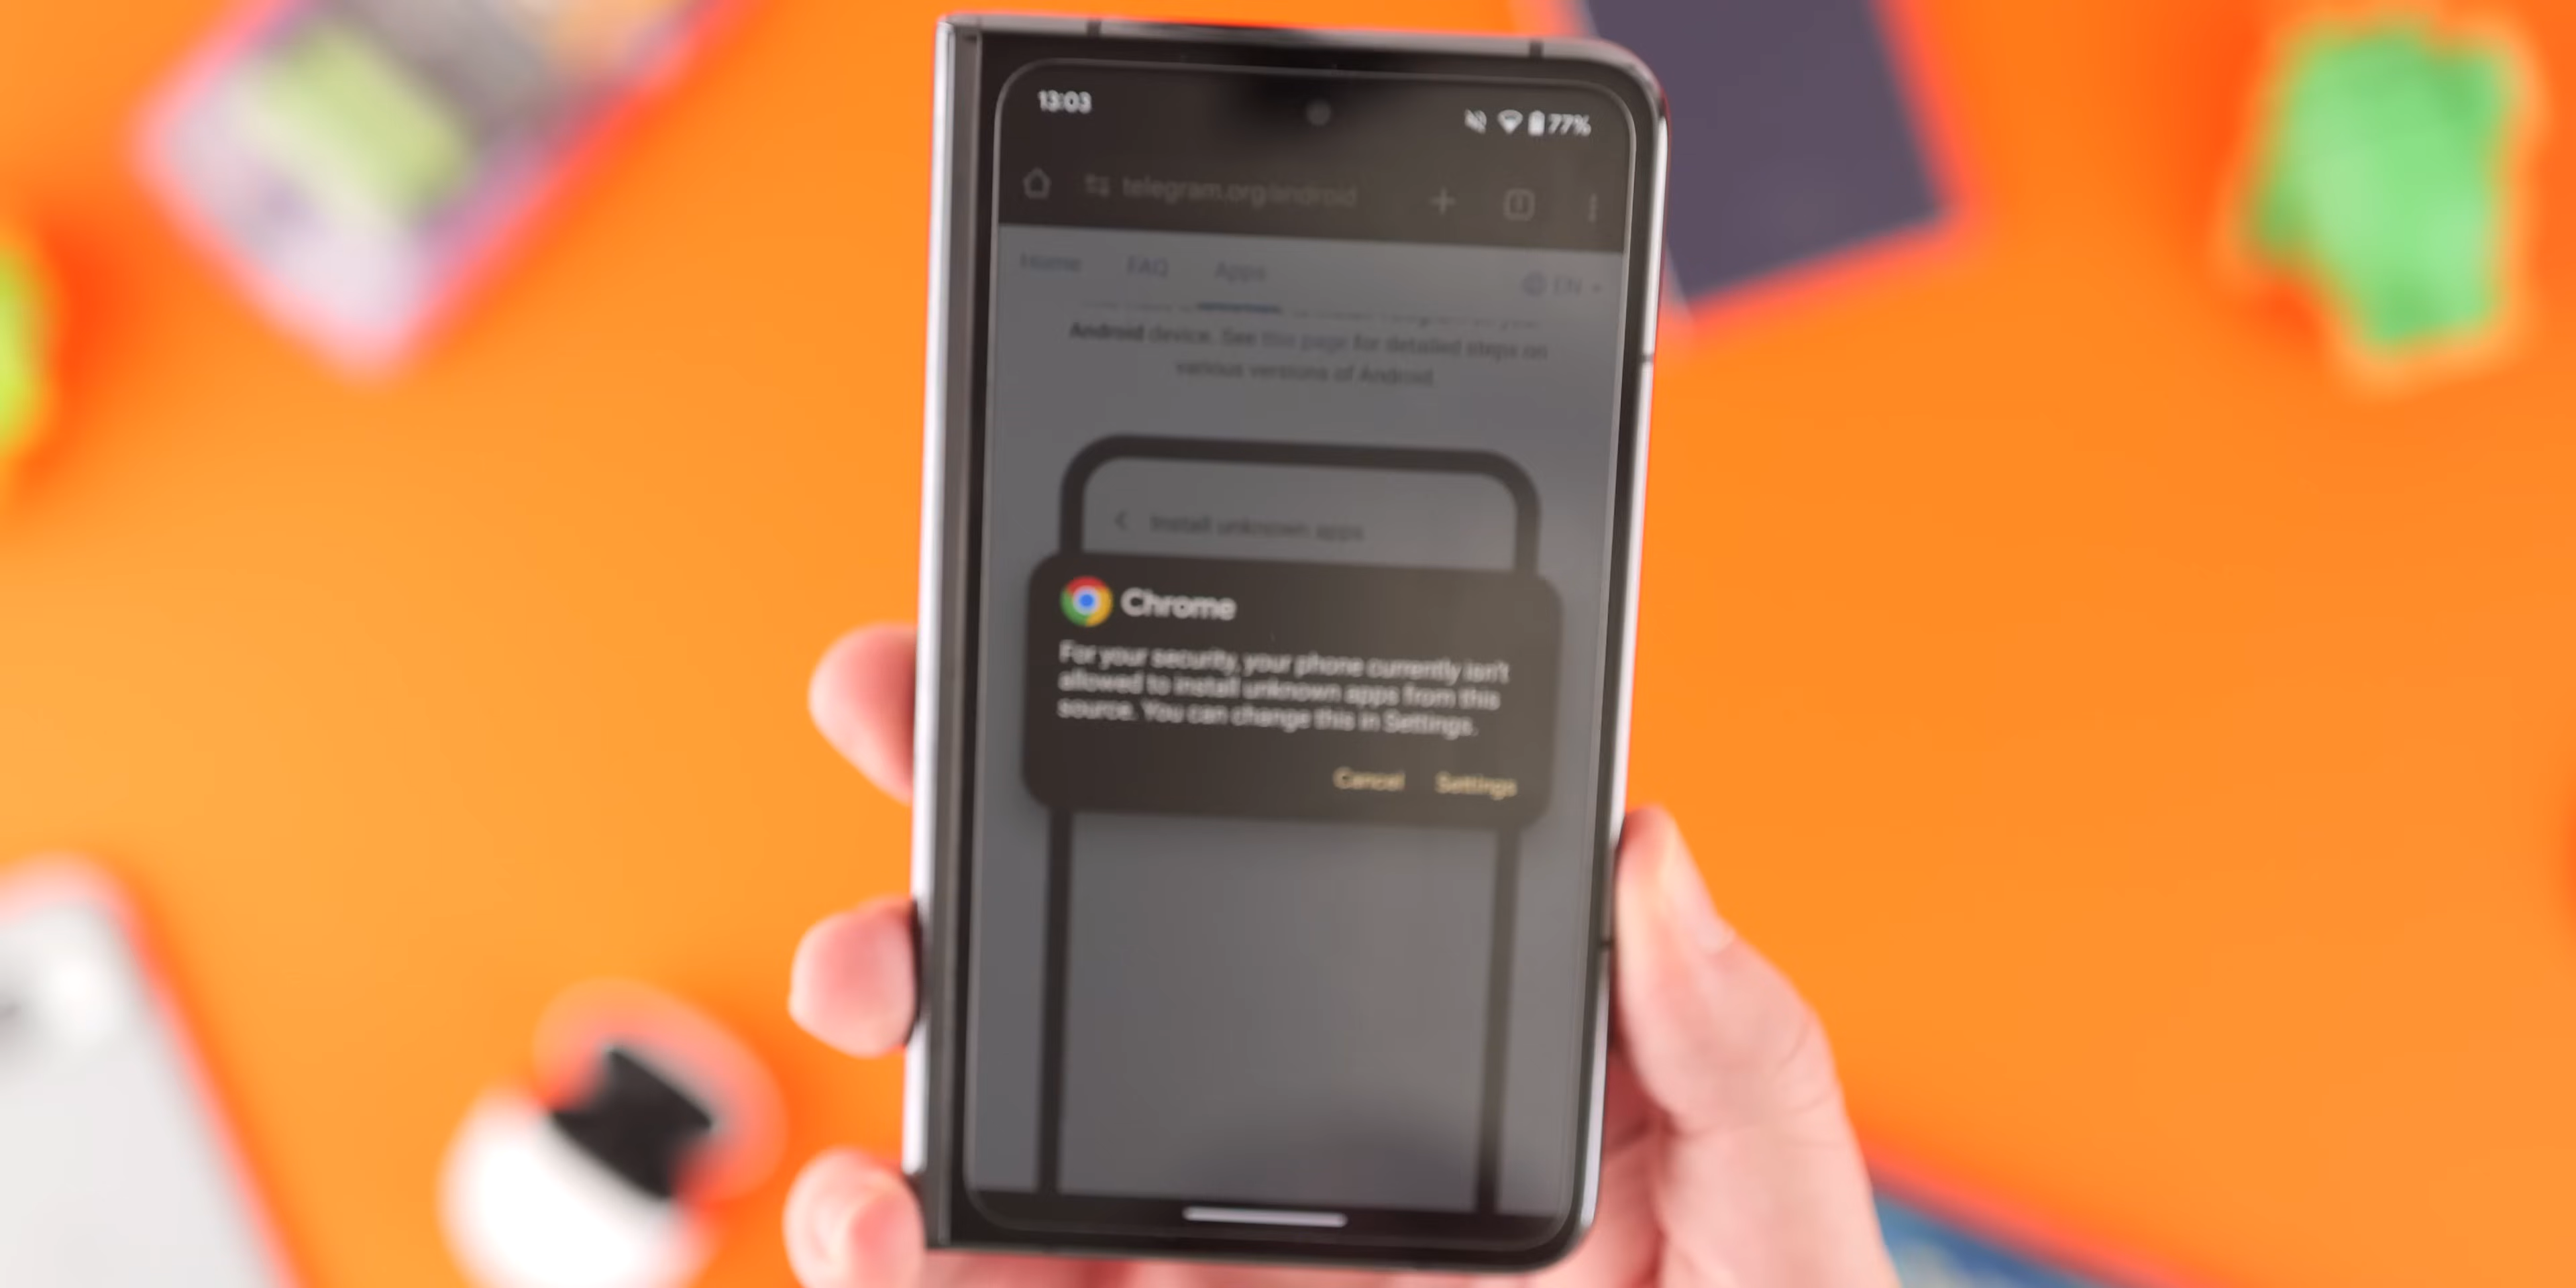 13:03
77%
telegram.org/android
Home FAQ Apps EN
Android device. See this page for detailed steps on
various versions of Android.
Install unknown apps
Chrome
For your security, your phone currently isn't
allowed to install unknown apps from this
source. You can change this in Settings.
Cancel Settings